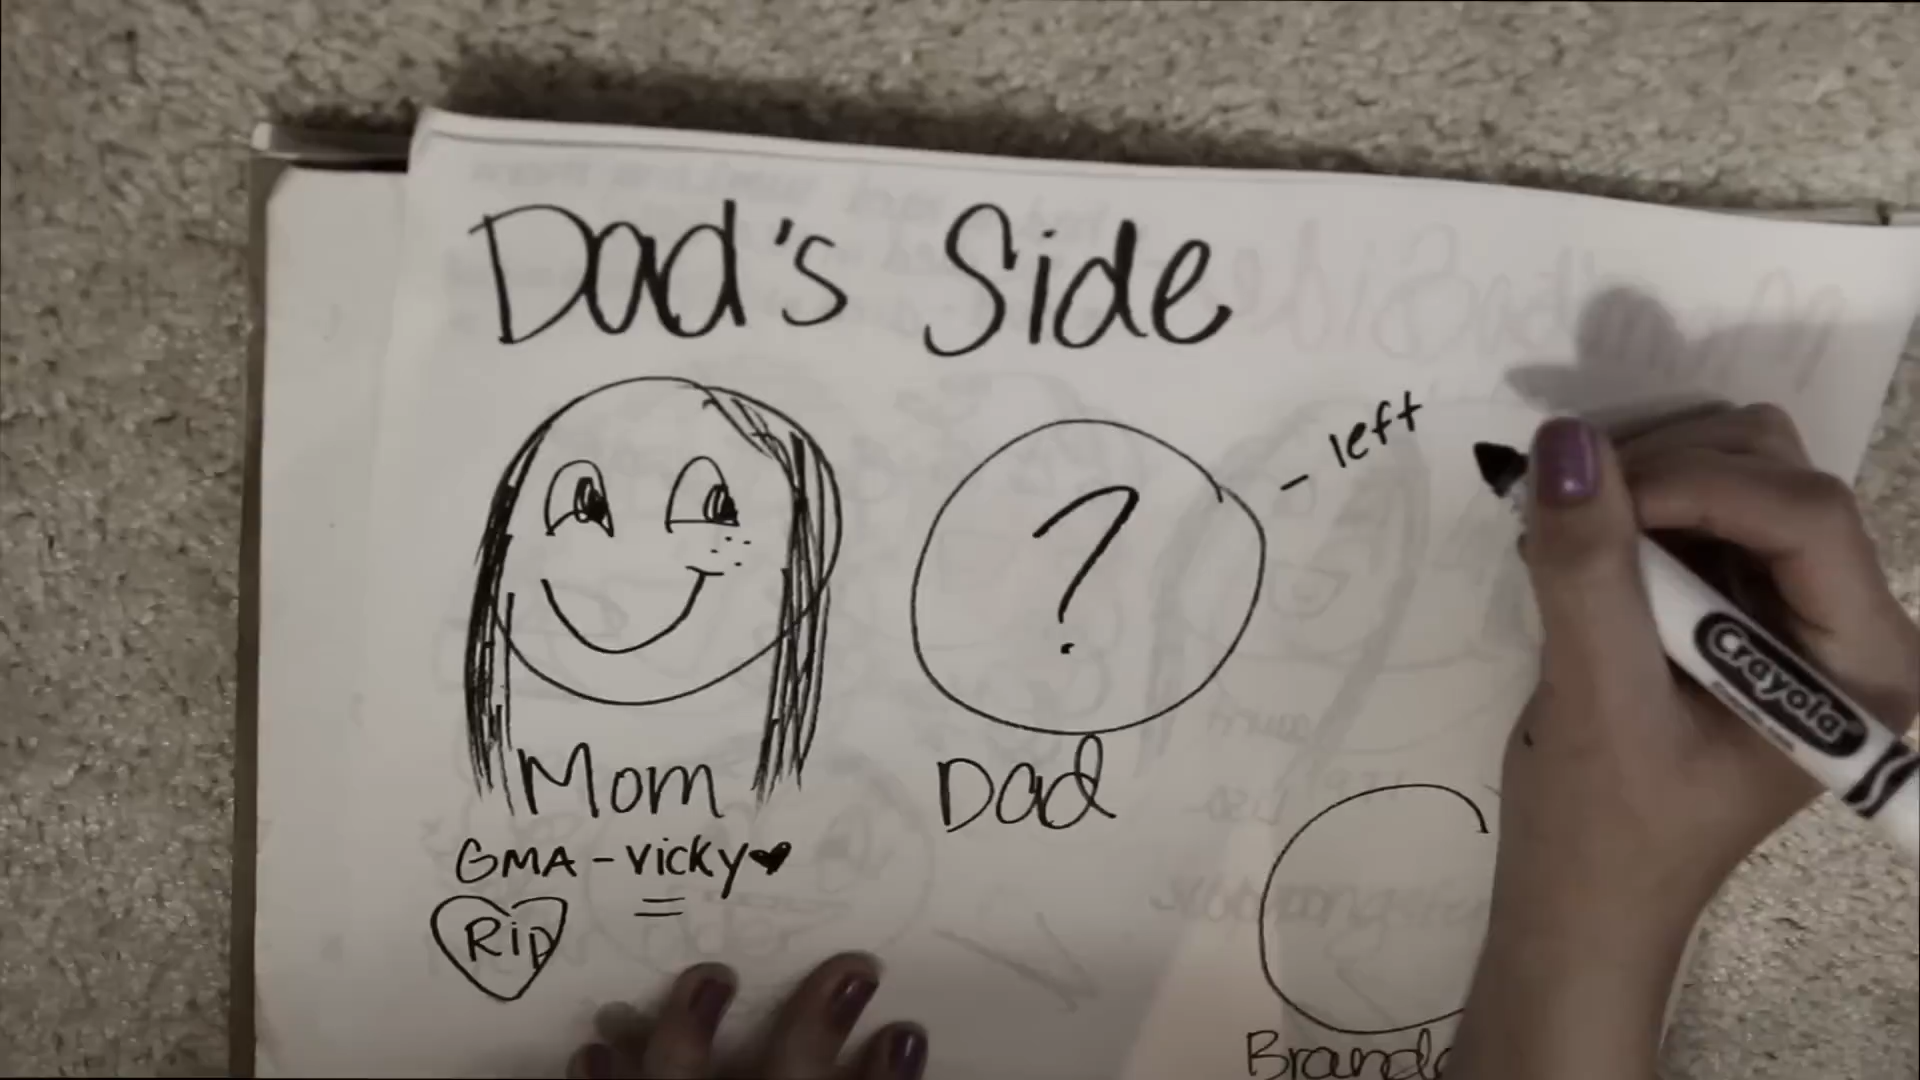 Dad's Side
- left
?
Mom
Dad
GMA - Vicky
RiP
Crayola